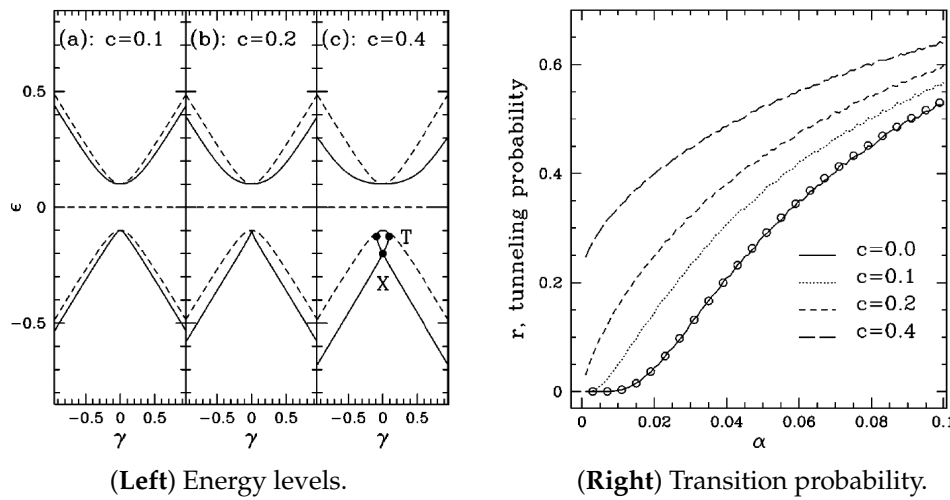 (a): c=0.1 (b): c=0.2 (c): c=0.4
0.5
ϵ 0
−0.5
T
X
−0.5 0 0.5 −0.5 0 0.5 −0.5 0 0.5
γ γ γ
(Left) Energy levels.
r, tunneling probability
0.6
0.4
0.2
0
c=0.0
c=0.1
c=0.2
c=0.4
0 0.02 0.04 0.06 0.08 0.1
α
(Right) Transition probability.